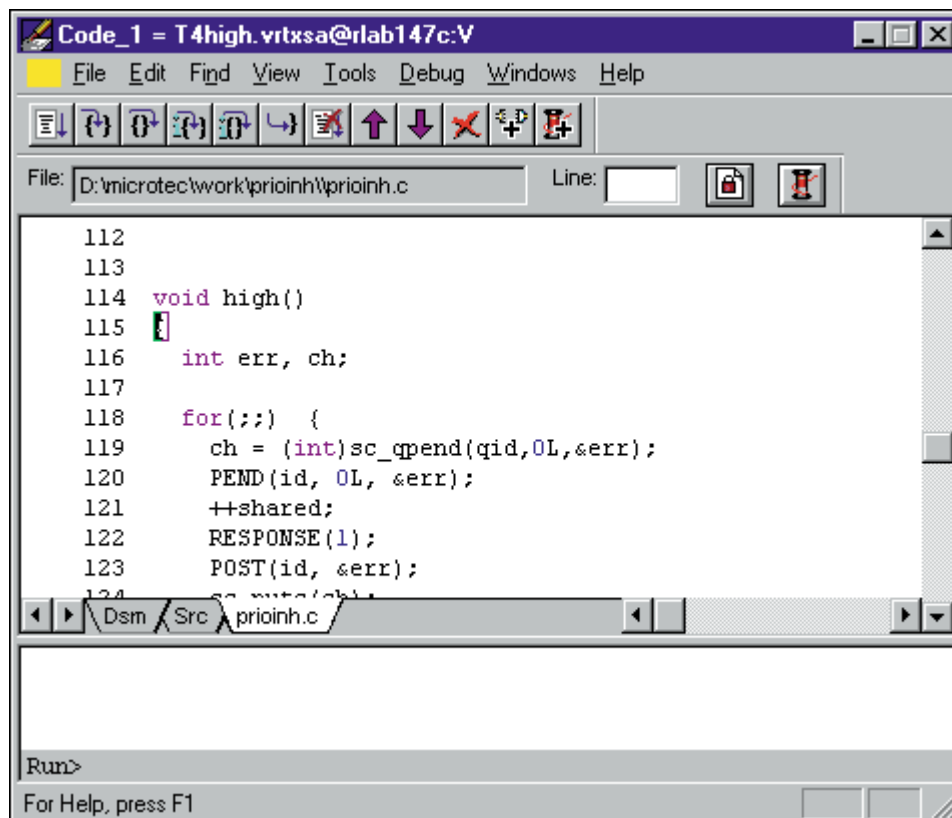 Code_1 = T4high.vrtxsa@rlab147c:V
File Edit Find View Tools Debug Windows Help
File: D:\microtec\work\prioinh\\prioinh.c Line:
112
113
114 void high()
115 {
116 int err, ch;
117
118 for(;;) {
119 ch = (int)sc_qpend(qid,0L,&err);
120 PEND(id, 0L, &err);
121 ++shared;
122 RESPONSE(1);
123 POST(id, &err);
124 sc_putc(ch);
Dsm Src prioinh.c
Run>
For Help, press F1